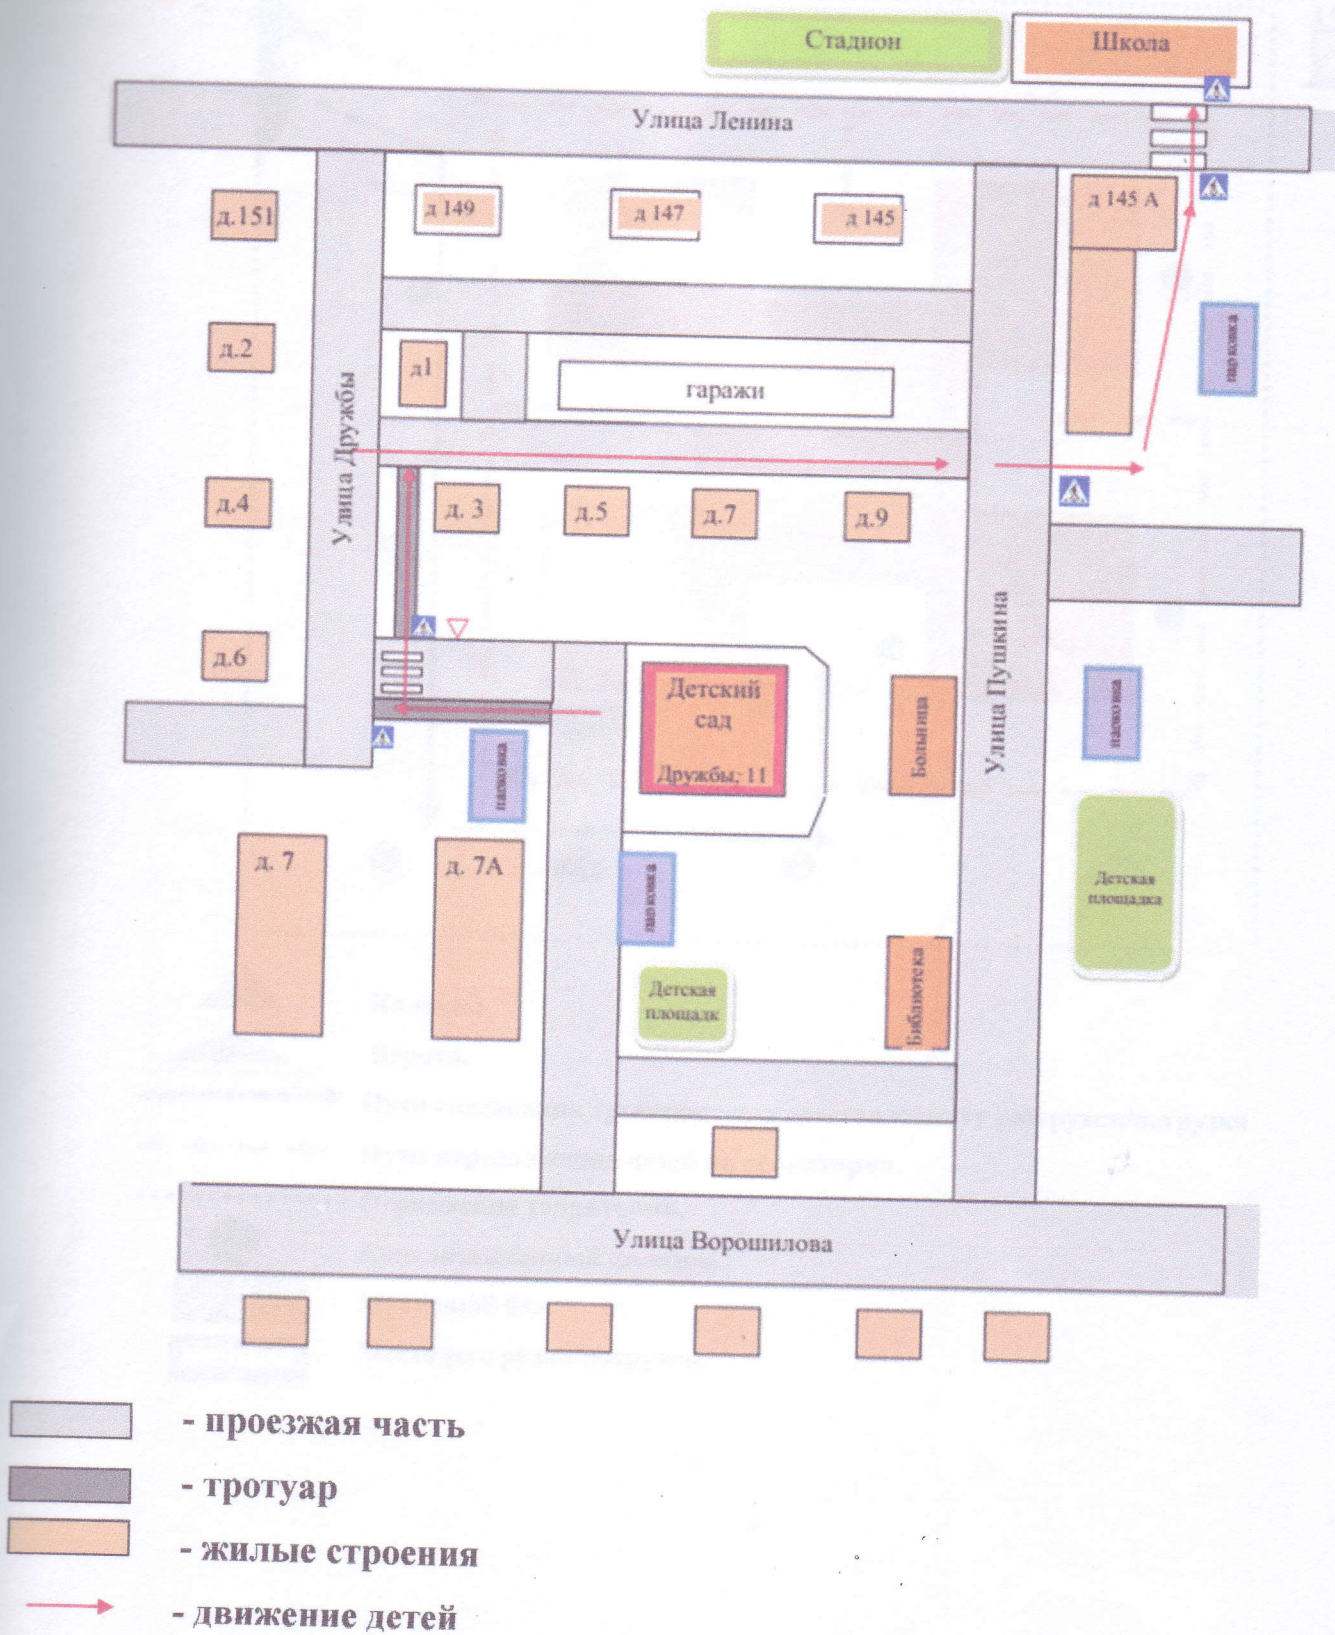 Стадион
Школа
Улица Ленина
д.151
д 149
д 147
д 145
д 145 А
д.2
д1
гаражи
парковка
Улица Дружбы
д.4
д. 3
д.5
д.7
д.9
д.6
Детский
сад
Дружбы, 11
Больница
Улица Пушкина
парковка
парковка
д. 7
д. 7А
парковка
Детская
площадка
Детская
площадк
Библиотека
Улица Ворошилова
- проезжая часть
- тротуар
- жилые строения
- движение детей